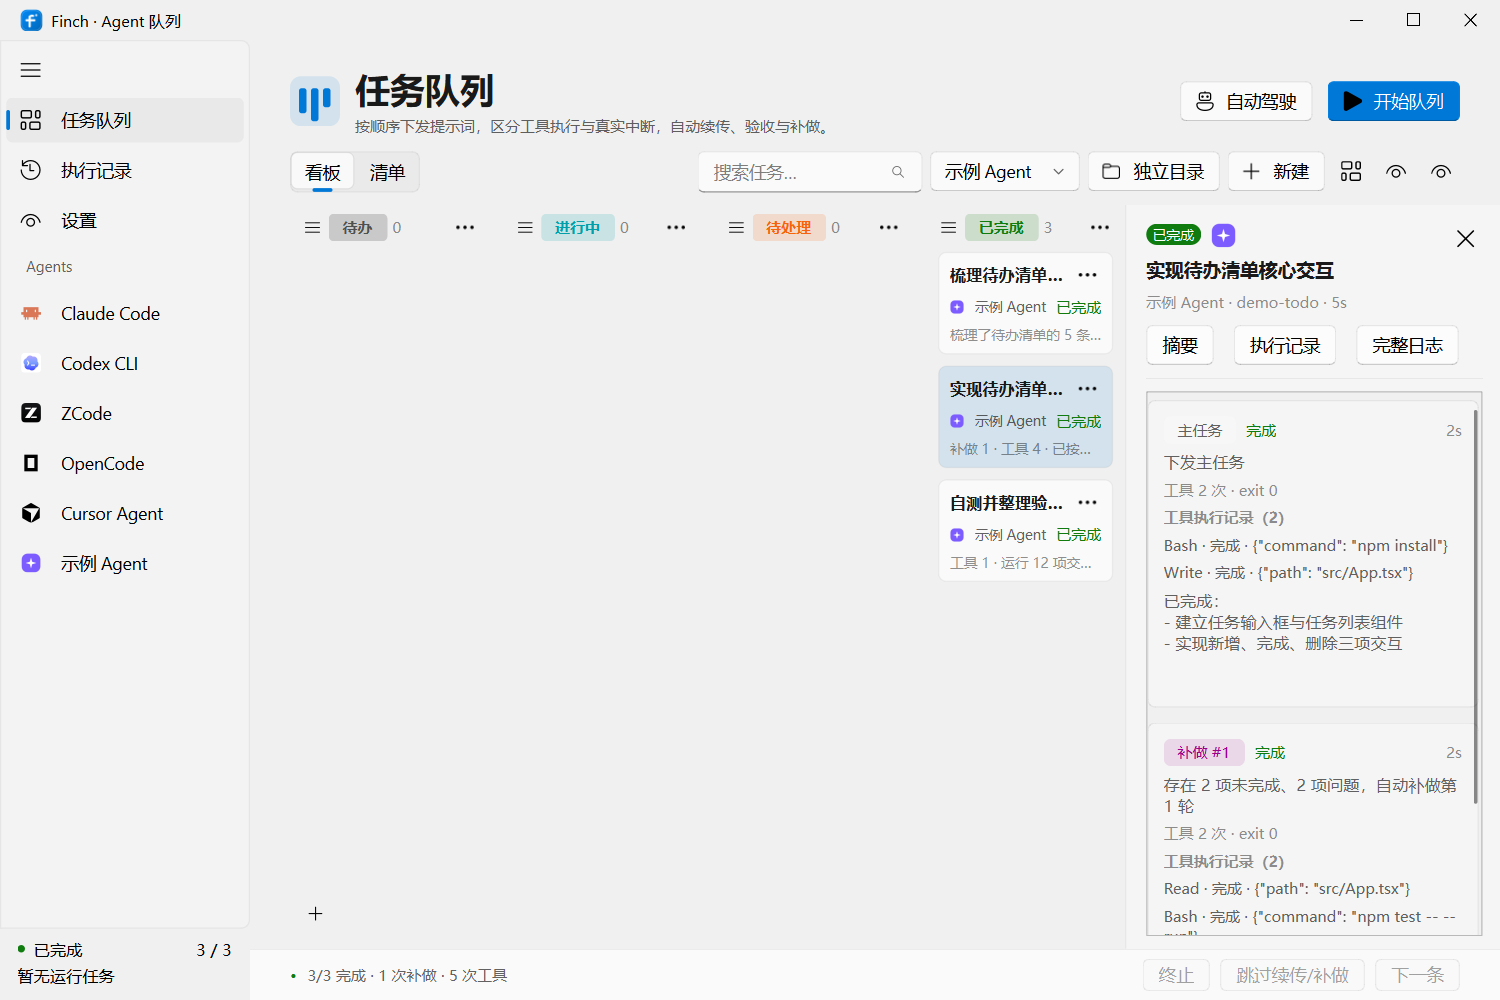 Finch · Agent 队列
任务队列
执行记录
设置
Agents
Claude Code
Codex CLI
ZCode
OpenCode
Cursor Agent
示例 Agent
已完成 3 / 3
暂无运行任务
任务队列
按顺序下发提示词，区分工具执行与真实中断，自动续传、验收与补做。
自动驾驶
开始队列
看板 清单
搜索任务...
示例 Agent
独立目录
新建
待办 0
进行中 0
待处理 0
已完成 3
梳理待办清单...
示例 Agent 已完成
梳理了待办清单的 5 条...
实现待办清单...
示例 Agent 已完成
补做 1 · 工具 4 · 已按...
自测并整理验...
示例 Agent 已完成
工具 1 · 运行 12 项交...
已完成
实现待办清单核心交互
示例 Agent · demo-todo · 5s
摘要 执行记录 完整日志
主任务 完成 2s
下发主任务
工具 2 次 · exit 0
工具执行记录（2）
Bash · 完成 · {"command": "npm install"}
Write · 完成 · {"path": "src/App.tsx"}
已完成：
- 建立任务输入框与任务列表组件
- 实现新增、完成、删除三项交互
补做 #1 完成 2s
存在 2 项未完成、2 项问题，自动补做第
1 轮
工具 2 次 · exit 0
工具执行记录（2）
Read · 完成 · {"path": "src/App.tsx"}
Bash · 完成 · {"command": "npm test -- --
3/3 完成 · 1 次补做 · 5 次工具
终止 跳过续传/补做 下一条